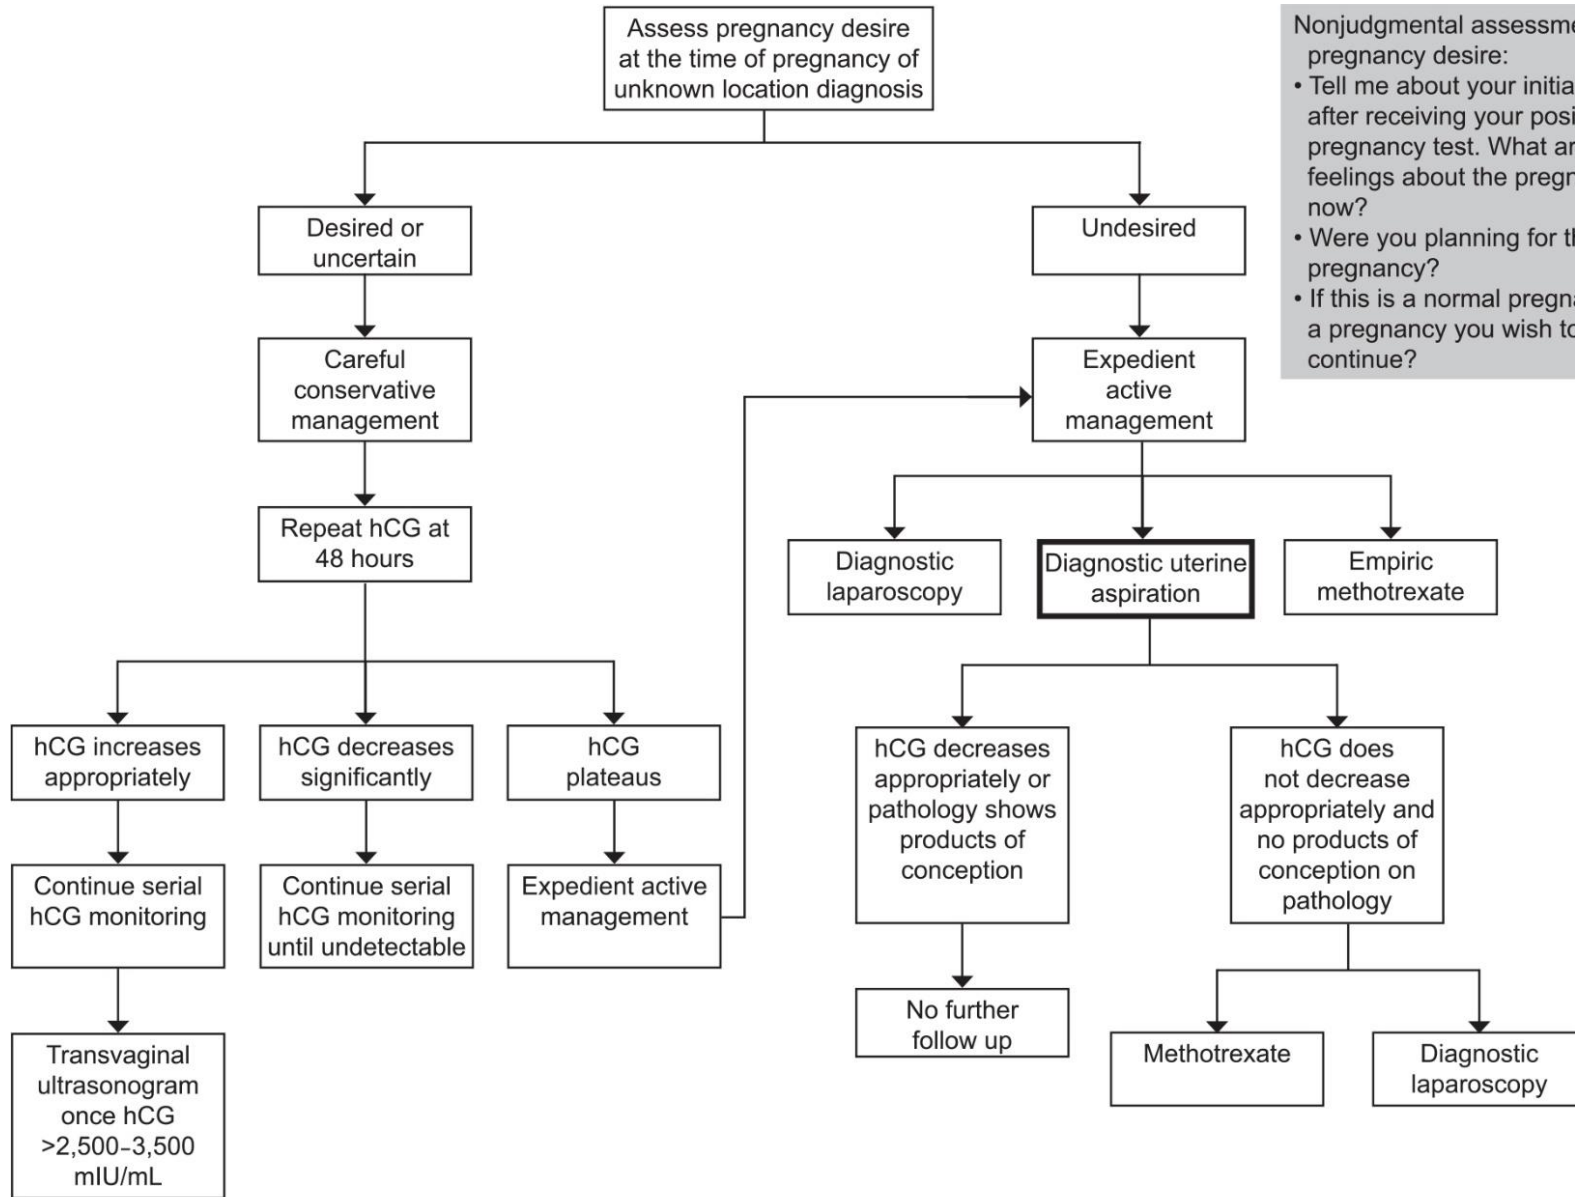 Assess pregnancy desire
at the time of pregnancy of
unknown location diagnosis
Nonjudgmental
pregnancy desire:
• Tell me about your
after receiving your
pregnancy test. What
feelings about the
now?
• Were you planning for
pregnancy?
• If this is a normal
a pregnancy you wish to
continue?
Desired or
uncertain
Undesired
Careful
conservative
management
Expedient
active
management
Repeat hCG at
48 hours
Diagnostic
laparoscopy
Diagnostic uterine
aspiration
Empiric
methotrexate
hCG increases
appropriately
hCG decreases
significantly
hCG
plateaus
hCG decreases
appropriately or
pathology shows
products of
conception
hCG does
not decrease
appropriately and
no products of
conception on
pathology
Continue serial
hCG monitoring
Continue serial
hCG monitoring
until undetectable
Expedient active
management
No further
follow up
Methotrexate
Diagnostic
laparoscopy
Transvaginal
ultrasonogram
once hCG
>2,500–3,500
mIU/mL